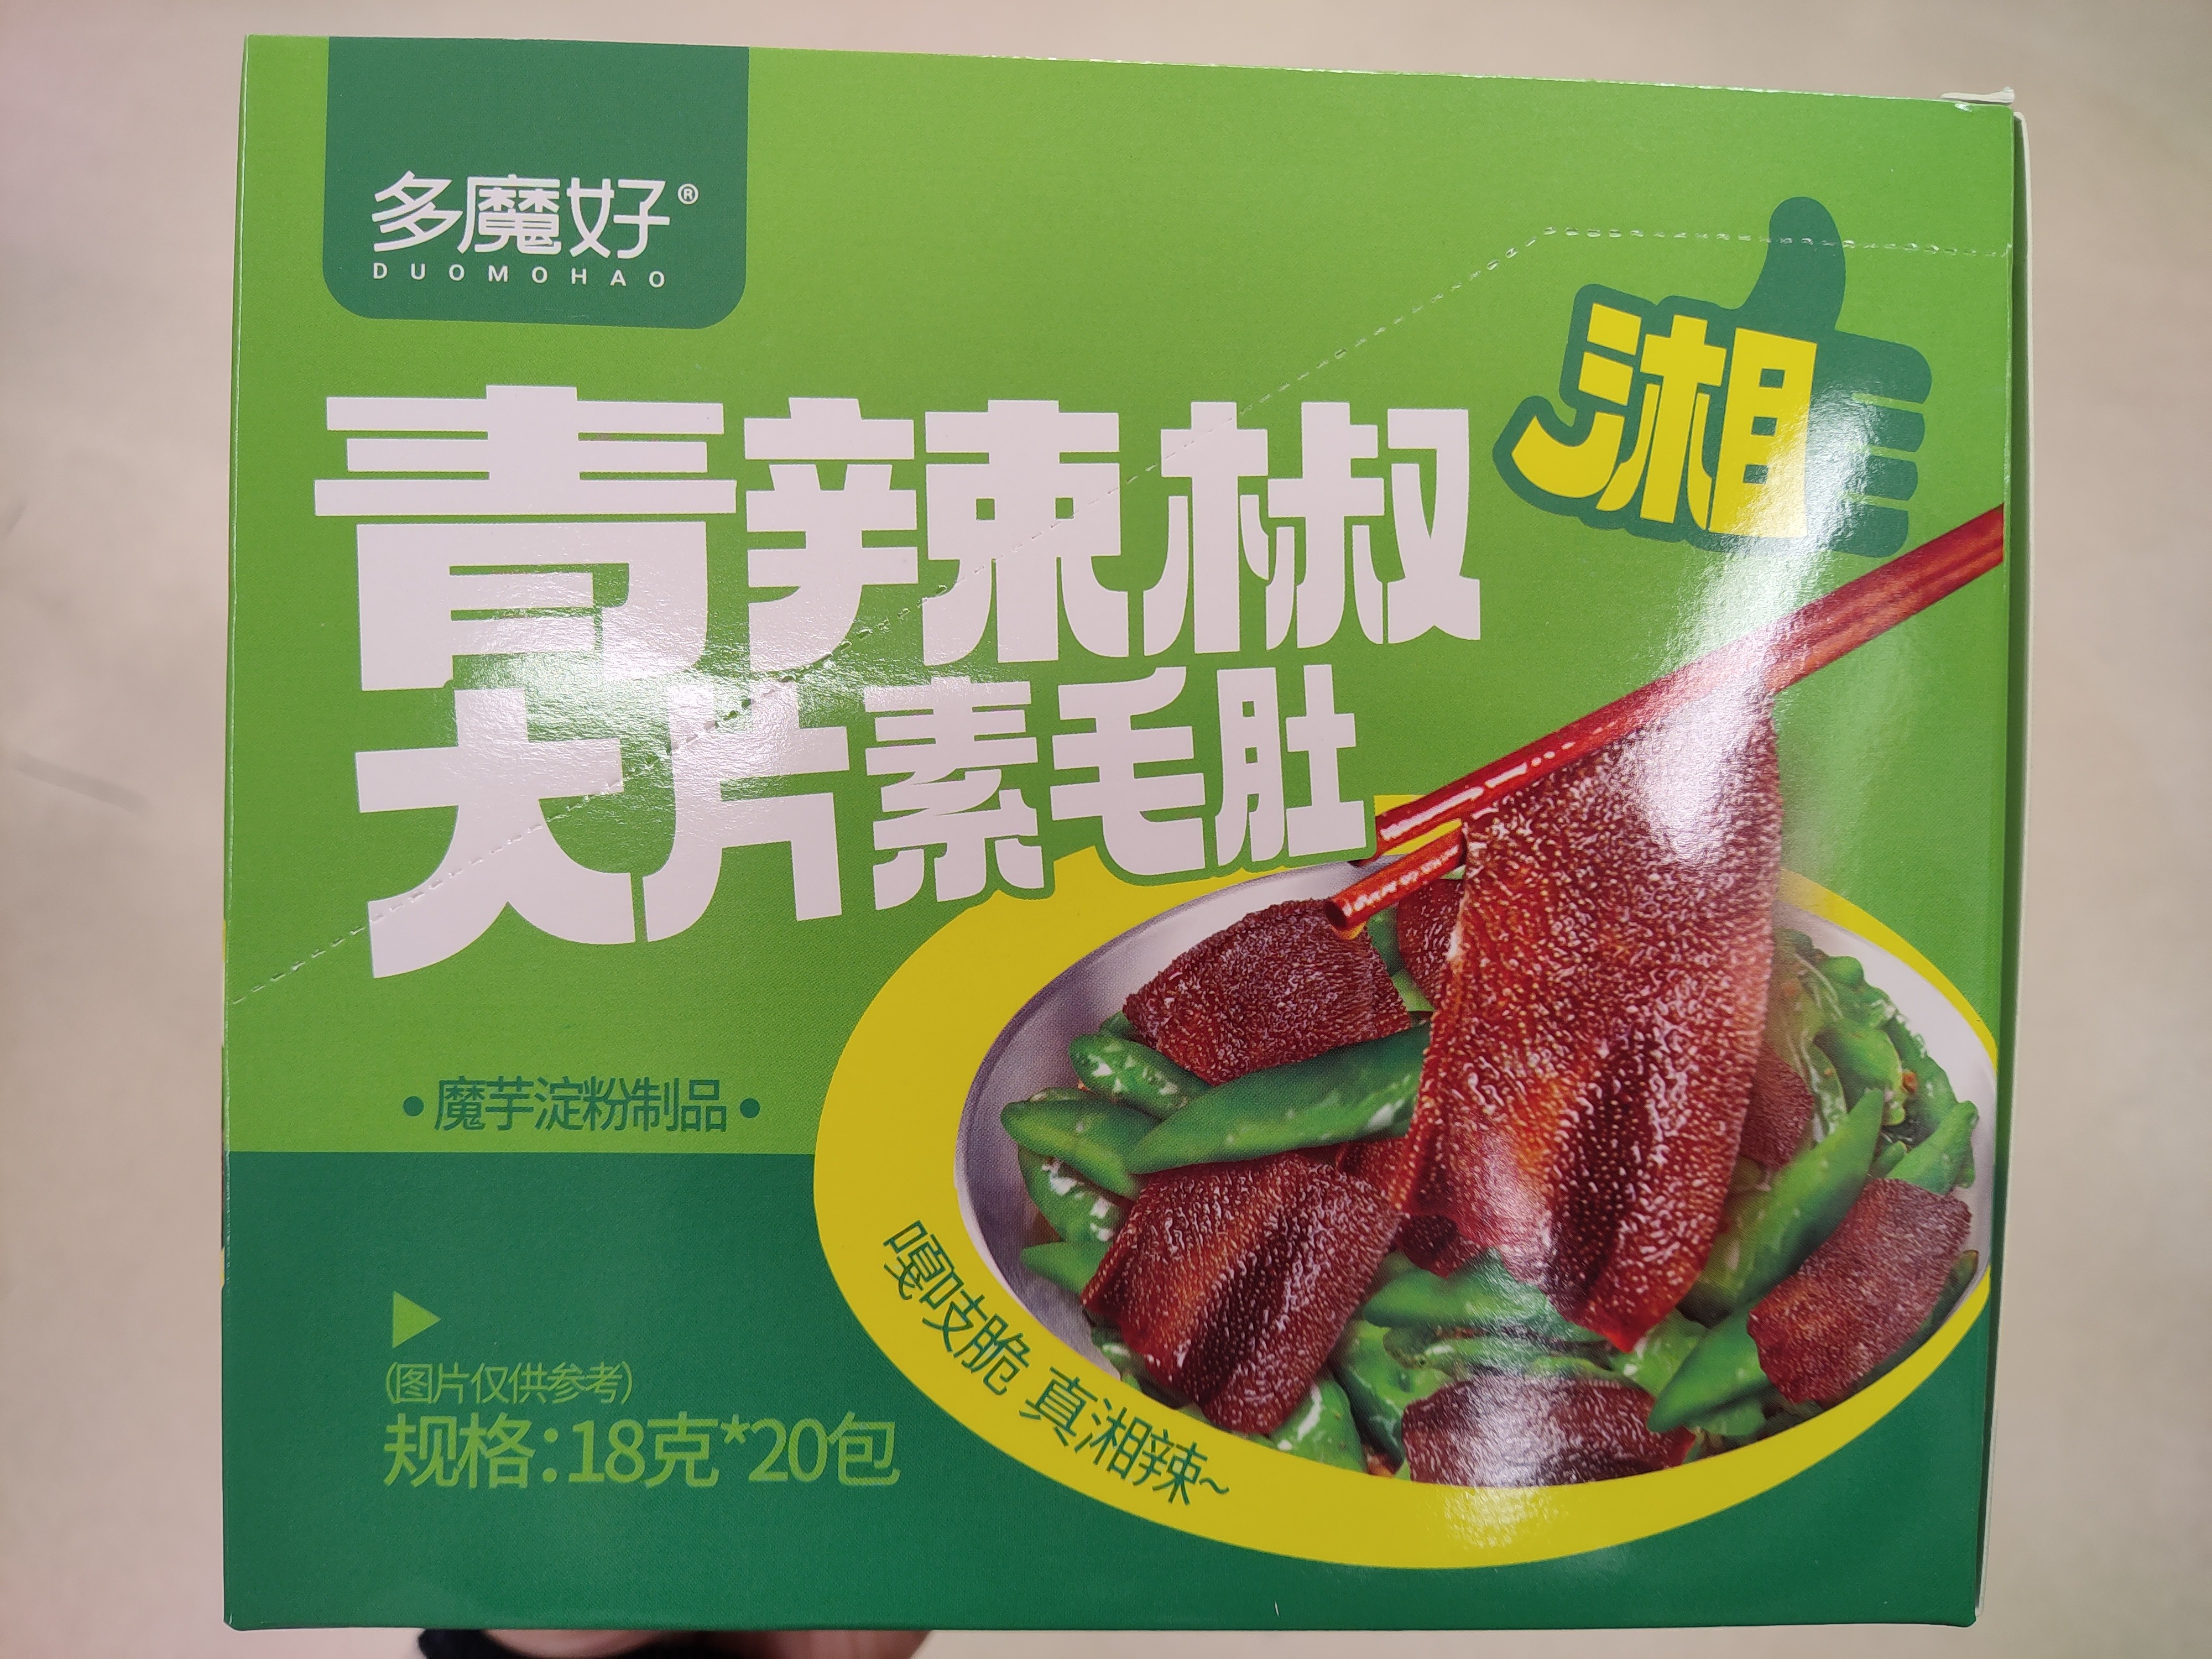 多魔好®
DUOMOHAO
湘
青辣椒
大片素毛肚
·魔芋淀粉制品·
嘎吱脆 真湘辣~
(图片仅供参考)
规格:18克*20包